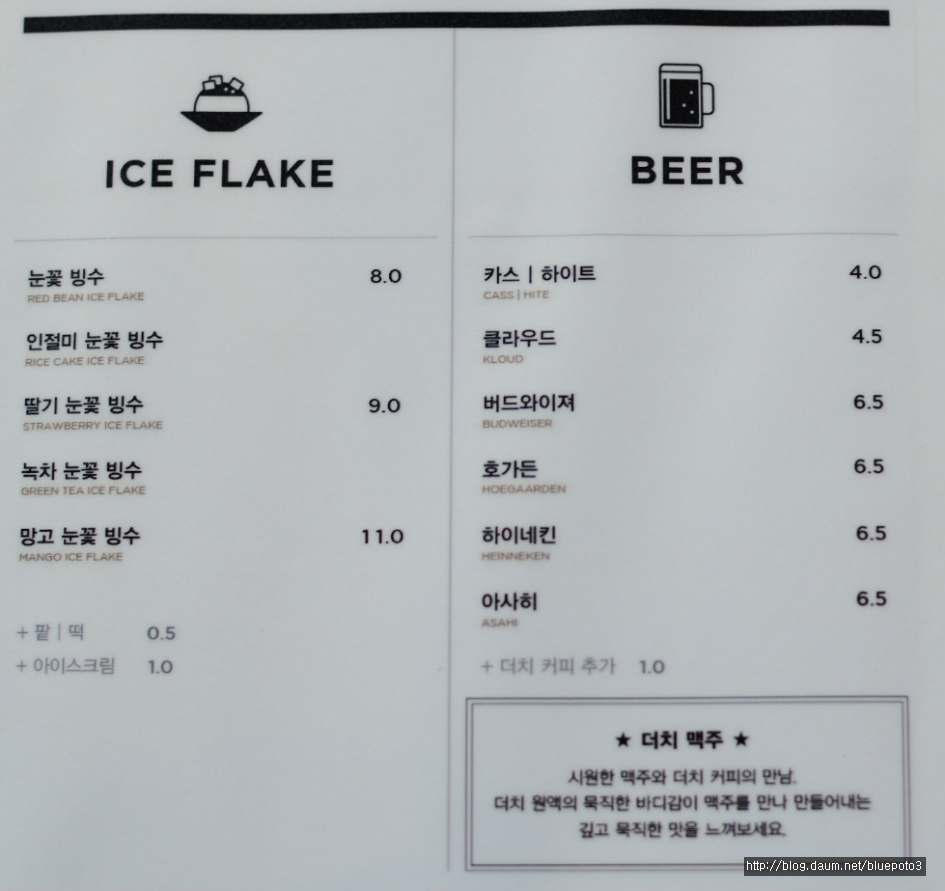 ICE FLAKE
눈꽃 빙수 8.0
RED BEAN ICE FLAKE
인절미 눈꽃 빙수
RICE CAKE ICE FLAKE
딸기 눈꽃 빙수 9.0
STRAWBERRY ICE FLAKE
녹차 눈꽃 빙수
GREEN TEA ICE FLAKE
망고 눈꽃 빙수 11.0
MANGO ICE FLAKE
+ 팥 | 떡 0.5
+ 아이스크림 1.0
BEER
카스 | 하이트 4.0
CASS | HITE
클라우드 4.5
KLOUD
버드와이져 6.5
BUDWEISER
호가든 6.5
HOEGAARDEN
하이네킨 6.5
HEINNEKEN
아사히 6.5
ASAHI
+ 더치 커피 추가 1.0
★ 더치 맥주 ★
시원한 맥주와 더치 커피의 만남.
더치 원액의 묵직한 바디감이 맥주를 만나 만들어내는
깊고 묵직한 맛을 느껴보세요.
http://blog.daum.net/bluepoto3